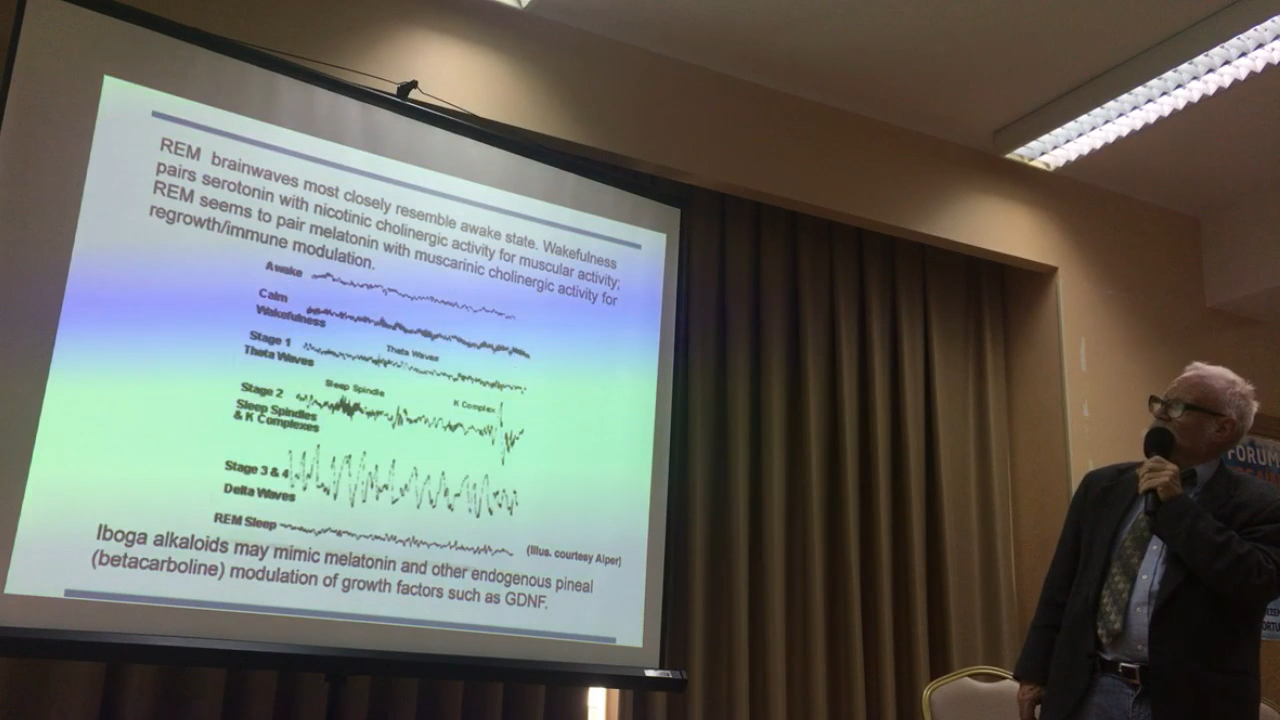 REM brainwaves most closely resemble awake state. Wakefulness
pairs serotonin with nicotinic cholinergic activity for muscular activity;
REM seems to pair melatonin with muscarinic cholinergic activity for
regrowth/immune modulation.
Awake
Calm
Wakefulness
Stage 1
Theta Waves
Theta Waves
Stage 2
Sleep Spindle
K Complex
Sleep Spindles
& K Complexes
Stage 3 & 4
Delta Waves
REM Sleep
(Illus. courtesy Alper)
Iboga alkaloids may mimic melatonin and other endogenous pineal
(betacarboline) modulation of growth factors such as GDNF.
FORUM